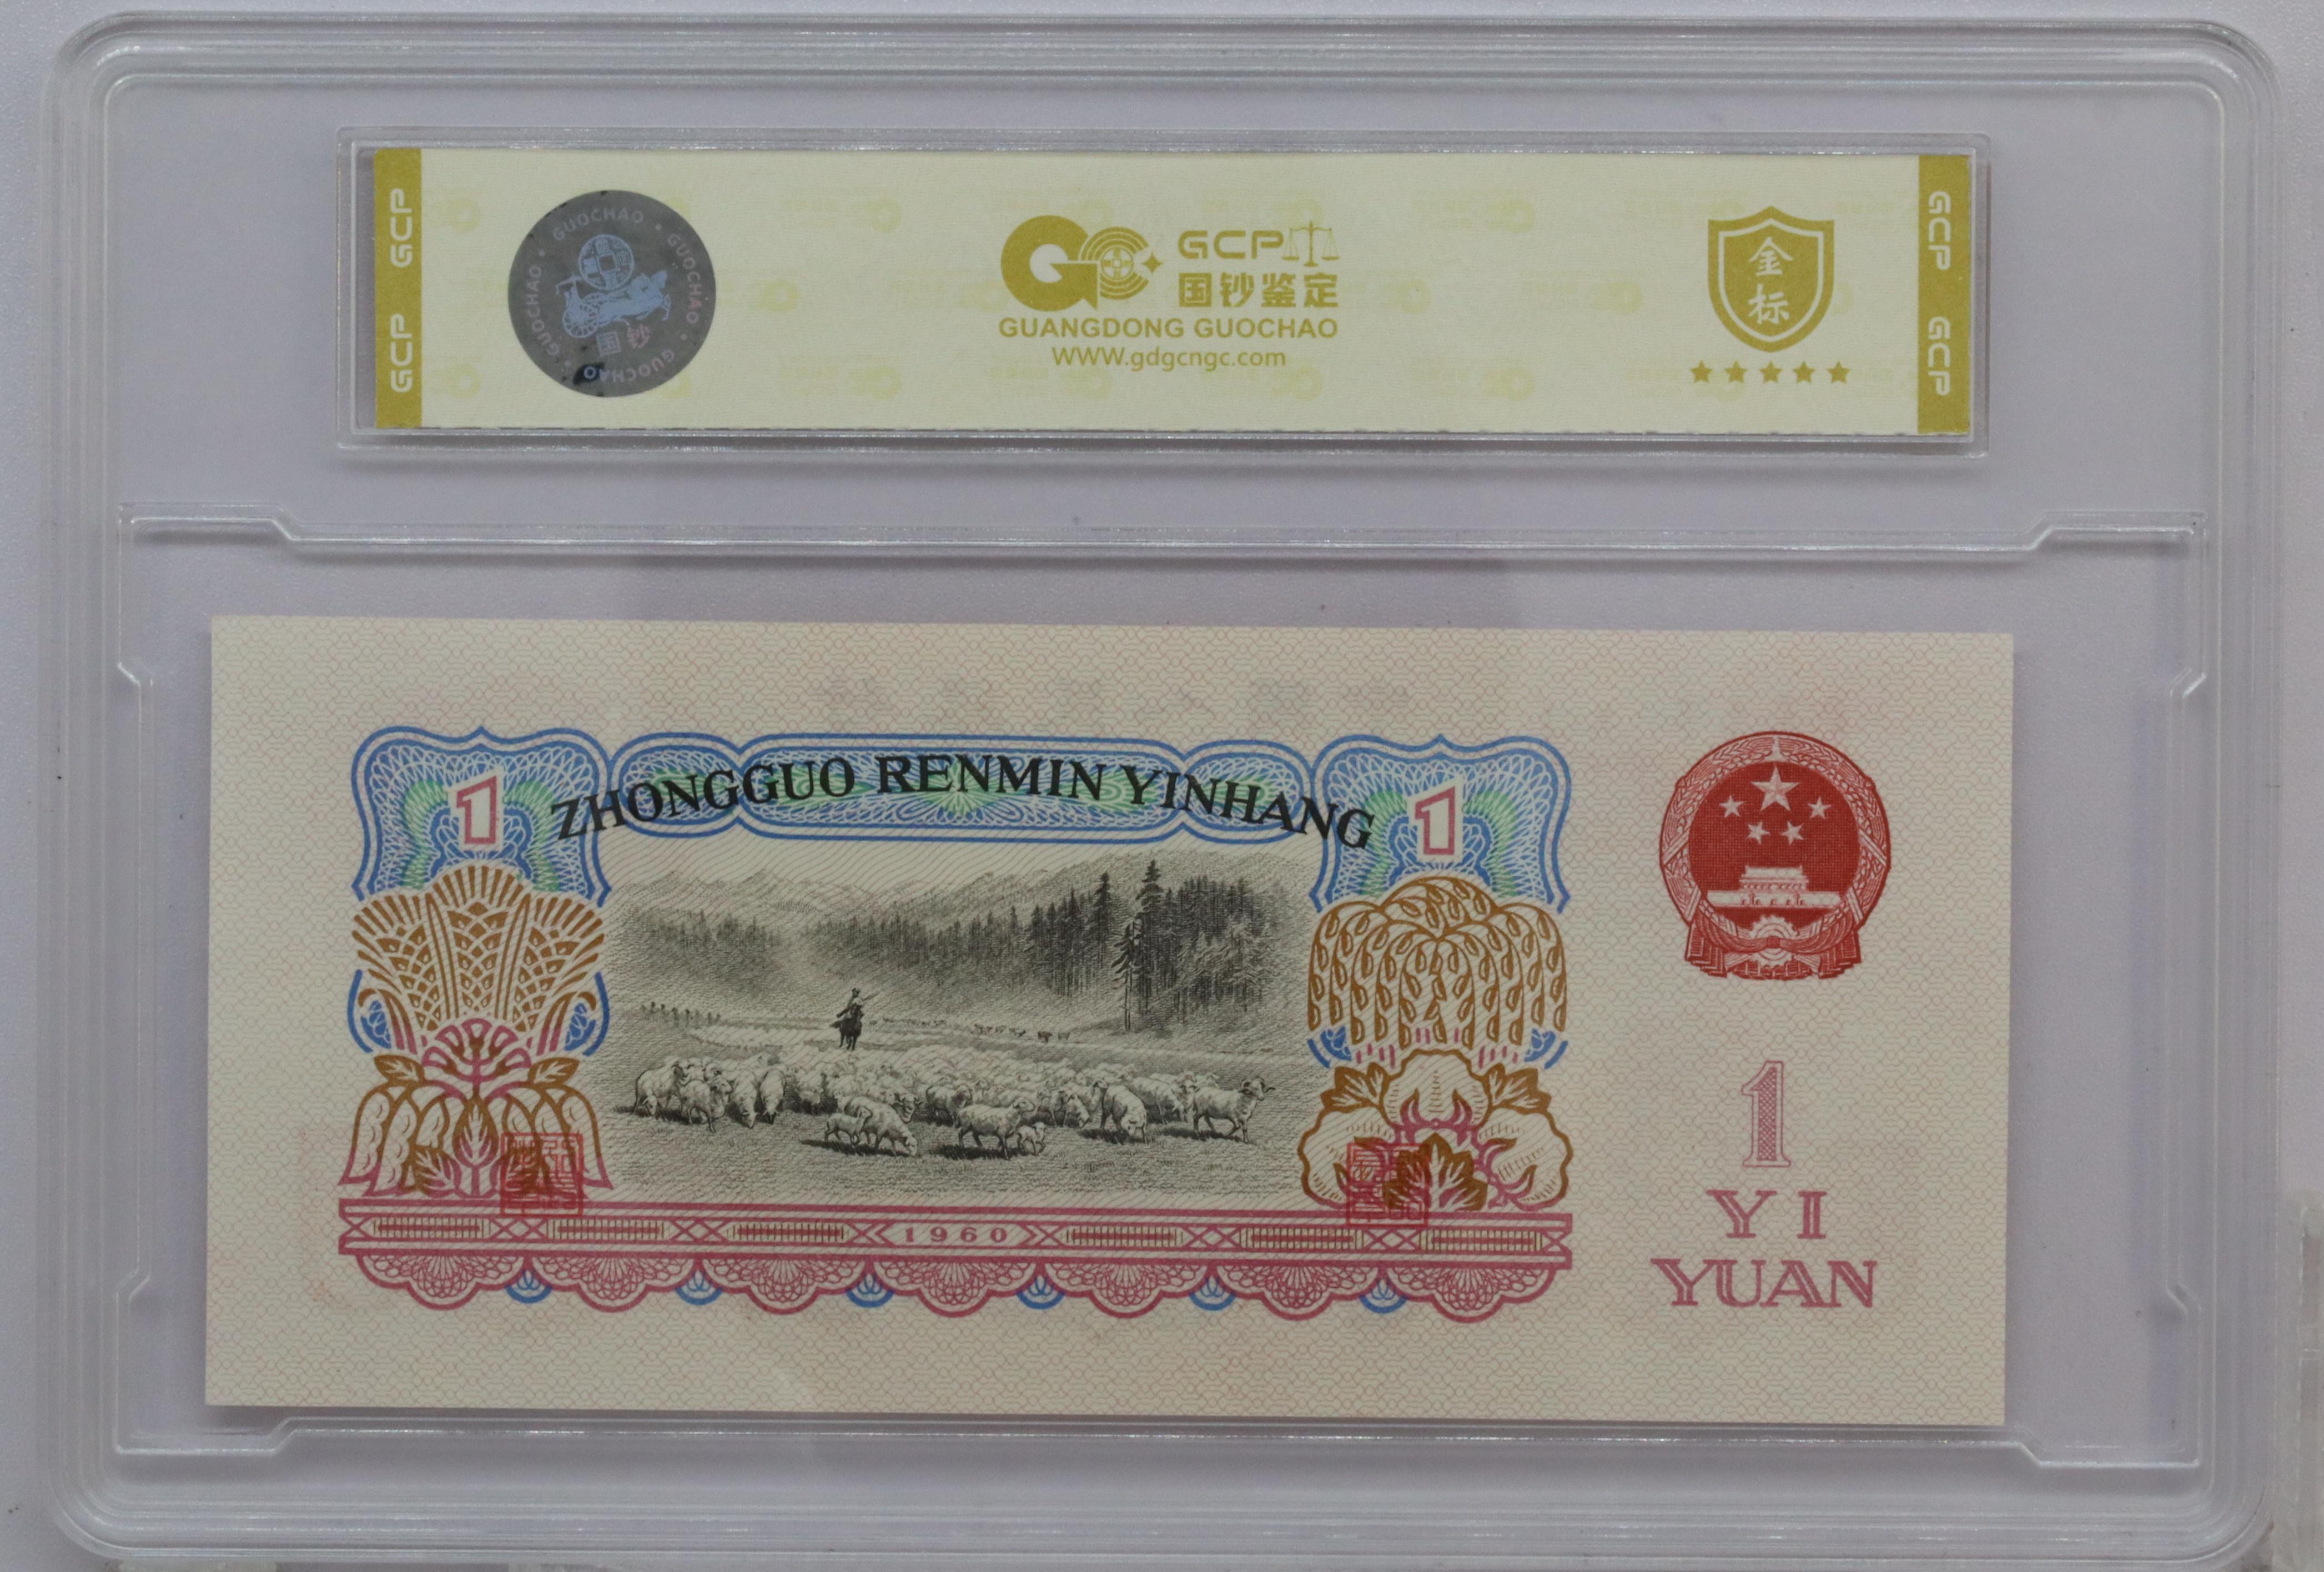 GCP GCP
GUOCHAO · GUOCHAO · GUOCHAO · GUOCHAO
国钞
GCP
国钞鉴定
GUANGDONG GUOCHAO
WWW.gdgcngc.com
金
标
GCP GCP
1 ZHONGGUO RENMIN YINHANG 1
1960
1
YI
YUAN